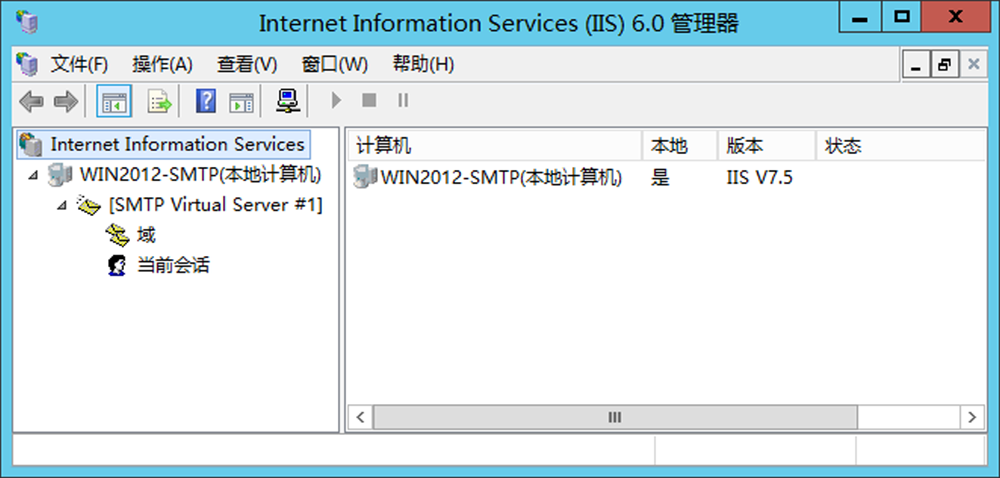 Internet Information Services (IIS) 6.0 管理器
文件(F) 操作(A) 查看(V) 窗口(W) 帮助(H)
Internet Information Services
WIN2012-SMTP(本地计算机)
[SMTP Virtual Server #1]
域
当前会话
计算机 本地 版本 状态
WIN2012-SMTP(本地计算机) 是 IIS V7.5